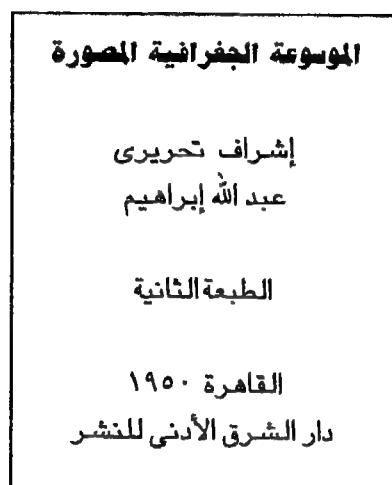 الموسوعة الجغرافية المصورة
إشراف تحريرى
عبد الله إبراهيم
الطبعة الثانية
القاهرة ١٩٥٠
دار الشرق الأدنى للنشر